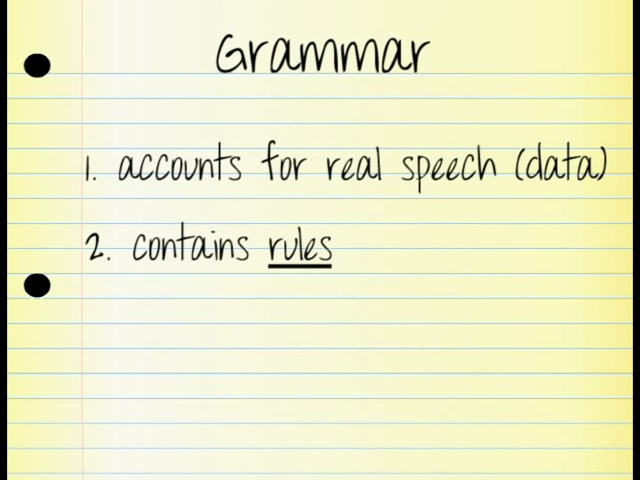 Grammar
1. accounts for real speech (data)
2. contains rules